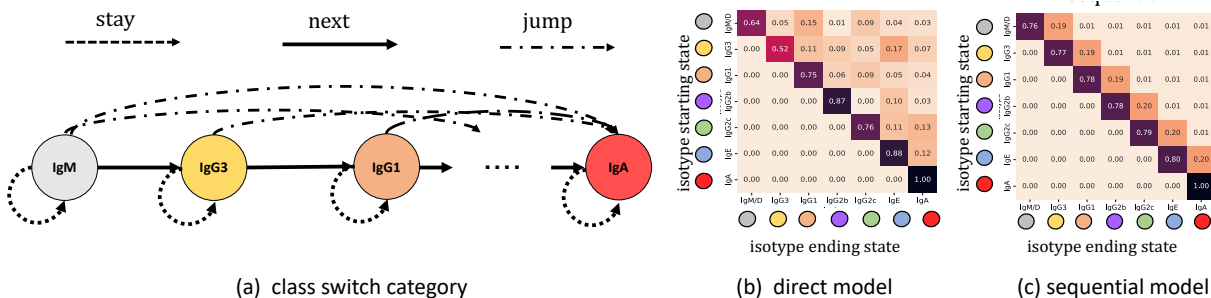 stay next jump
IgM IgG3 IgG1 ..... IgA
(a) class switch category
isotype starting state
IgM/D 0.64 0.05 0.15 0.01 0.09 0.04 0.03
IgG3 0.00 0.52 0.11 0.09 0.05 0.17 0.07
IgG1 0.00 0.00 0.75 0.06 0.09 0.05 0.04
IgG2b 0.00 0.00 0.00 0.87 0.00 0.10 0.03
IgG2c 0.00 0.00 0.00 0.00 0.76 0.11 0.13
IgE 0.00 0.00 0.00 0.00 0.00 0.88 0.12
IgA 0.00 0.00 0.00 0.00 0.00 0.00 1.00
IgM/D IgG3 IgG1 IgG2b IgG2c IgE IgA
isotype ending state
(b) direct model
isotype starting state
IgM/D 0.76 0.19 0.01 0.01 0.01 0.01 0.01
IgG3 0.00 0.77 0.19 0.01 0.01 0.01 0.01
IgG1 0.00 0.00 0.78 0.19 0.01 0.01 0.01
IgG2b 0.00 0.00 0.00 0.78 0.20 0.01 0.01
IgG2c 0.00 0.00 0.00 0.00 0.79 0.20 0.01
IgE 0.00 0.00 0.00 0.00 0.00 0.80 0.20
IgA 0.00 0.00 0.00 0.00 0.00 0.00 1.00
IgM/D IgG3 IgG1 IgG2b IgG2c IgE IgA
isotype ending state
(c) sequential model